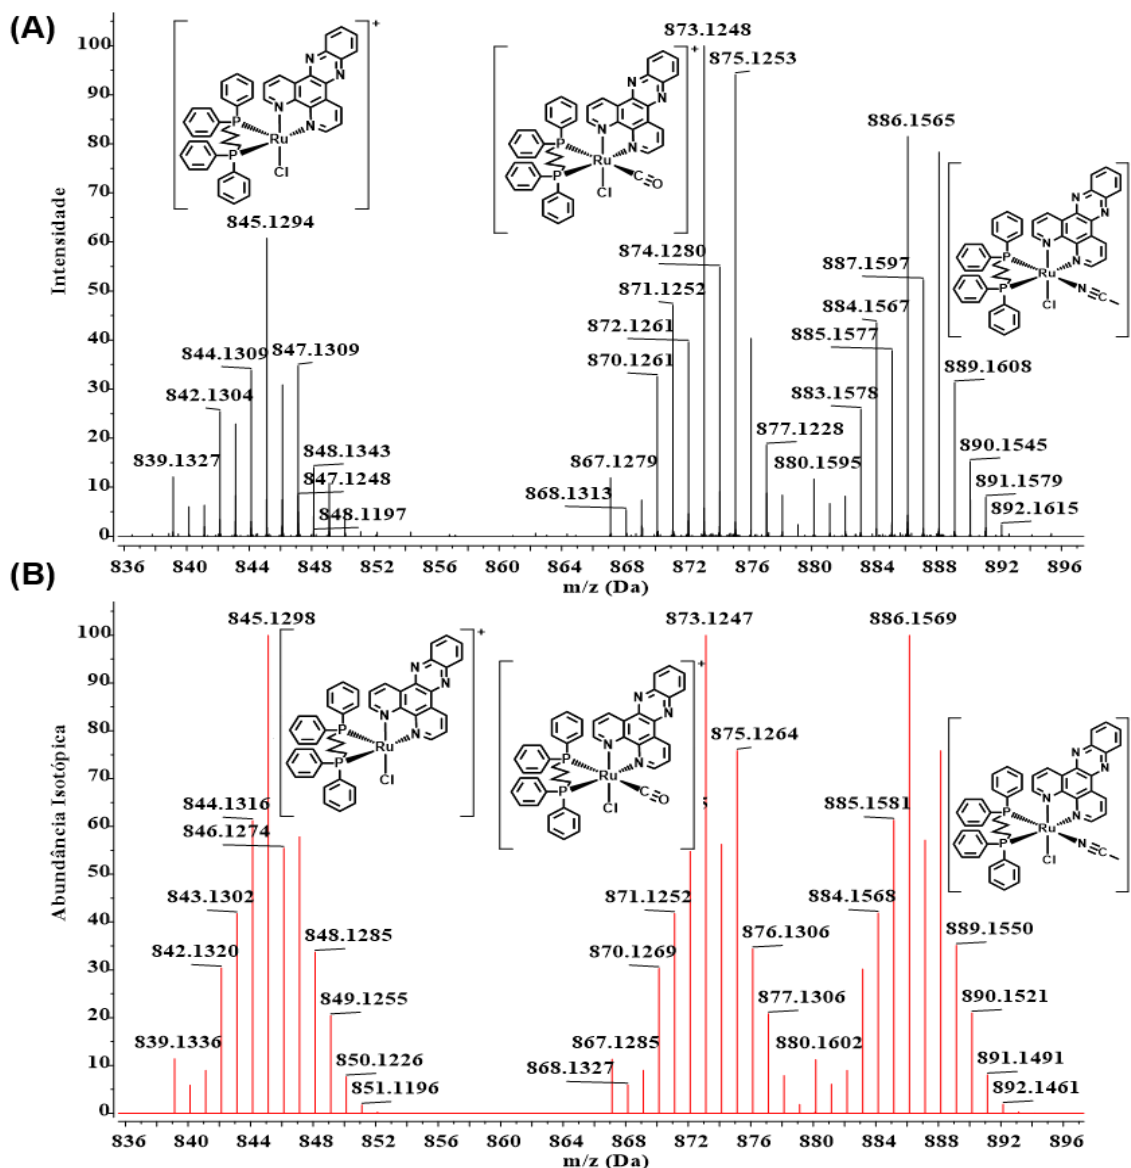 (A)
Intensidade
100
90
80
70
60
50
40
30
20
10
0
873.1248
875.1253
886.1565
845.1294
874.1280
887.1597
871.1252
884.1567
872.1261
885.1577
844.1309
847.1309
870.1261
889.1608
842.1304
883.1578
848.1343
877.1228
839.1327
867.1279
880.1595
890.1545
847.1248
868.1313
891.1579
848.1197
892.1615
+
P
P
N
N
N
N
Ru
Cl
+
P
P
N
N
N
N
Ru
Cl
C≡O
P
P
N
N
N
N
Ru
Cl
N≡C
836 840 844 848 852 856 860 864 868 872 876 880 884 888 892 896
m/z (Da)
(B)
Abundância Isotópica
100
90
80
70
60
50
40
30
20
10
0
845.1298
873.1247
886.1569
875.1264
844.1316
885.1581
846.1274
843.1302
871.1252
884.1568
842.1320
848.1285
870.1269
876.1306
889.1550
849.1255
877.1306
890.1521
839.1336
867.1285
880.1602
850.1226
868.1327
891.1491
851.1196
892.1461
+
P
P
N
N
N
N
Ru
Cl
+
P
P
N
N
N
N
Ru
Cl
C≡O
P
P
N
N
N
N
Ru
Cl
N≡C
836 840 844 848 852 856 860 864 868 872 876 880 884 888 892 896
m/z (Da)